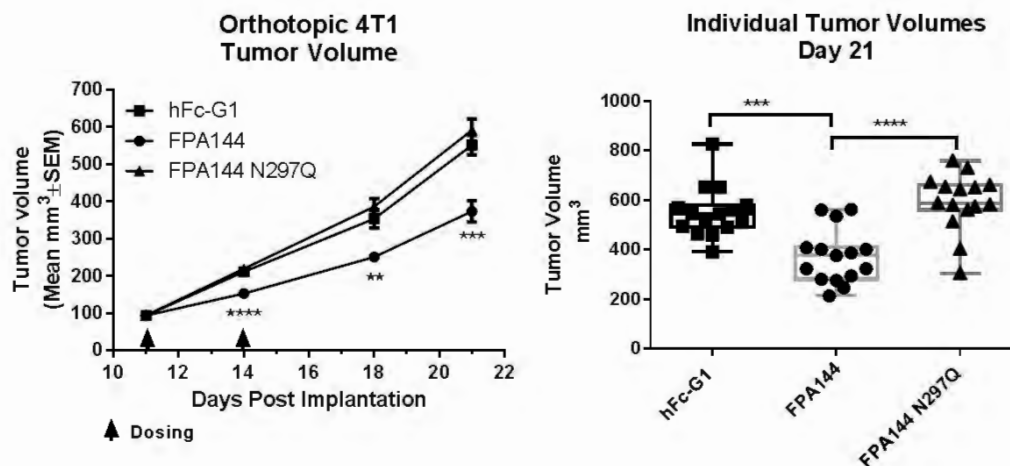 Orthotopic 4T1
Tumor Volume
Tumor volume
(Mean mm³±SEM)
700
600
500
400
300
200
100
0
hFc-G1
FPA144
FPA144 N297Q
****
**
***
10
12
14
16
18
20
22
Days Post Implantation
Dosing
Individual Tumor Volumes
Day 21
Tumor Volume
mm³
1000
800
600
400
200
0
***
****
hFc-G1
FPA144
FPA144 N297Q